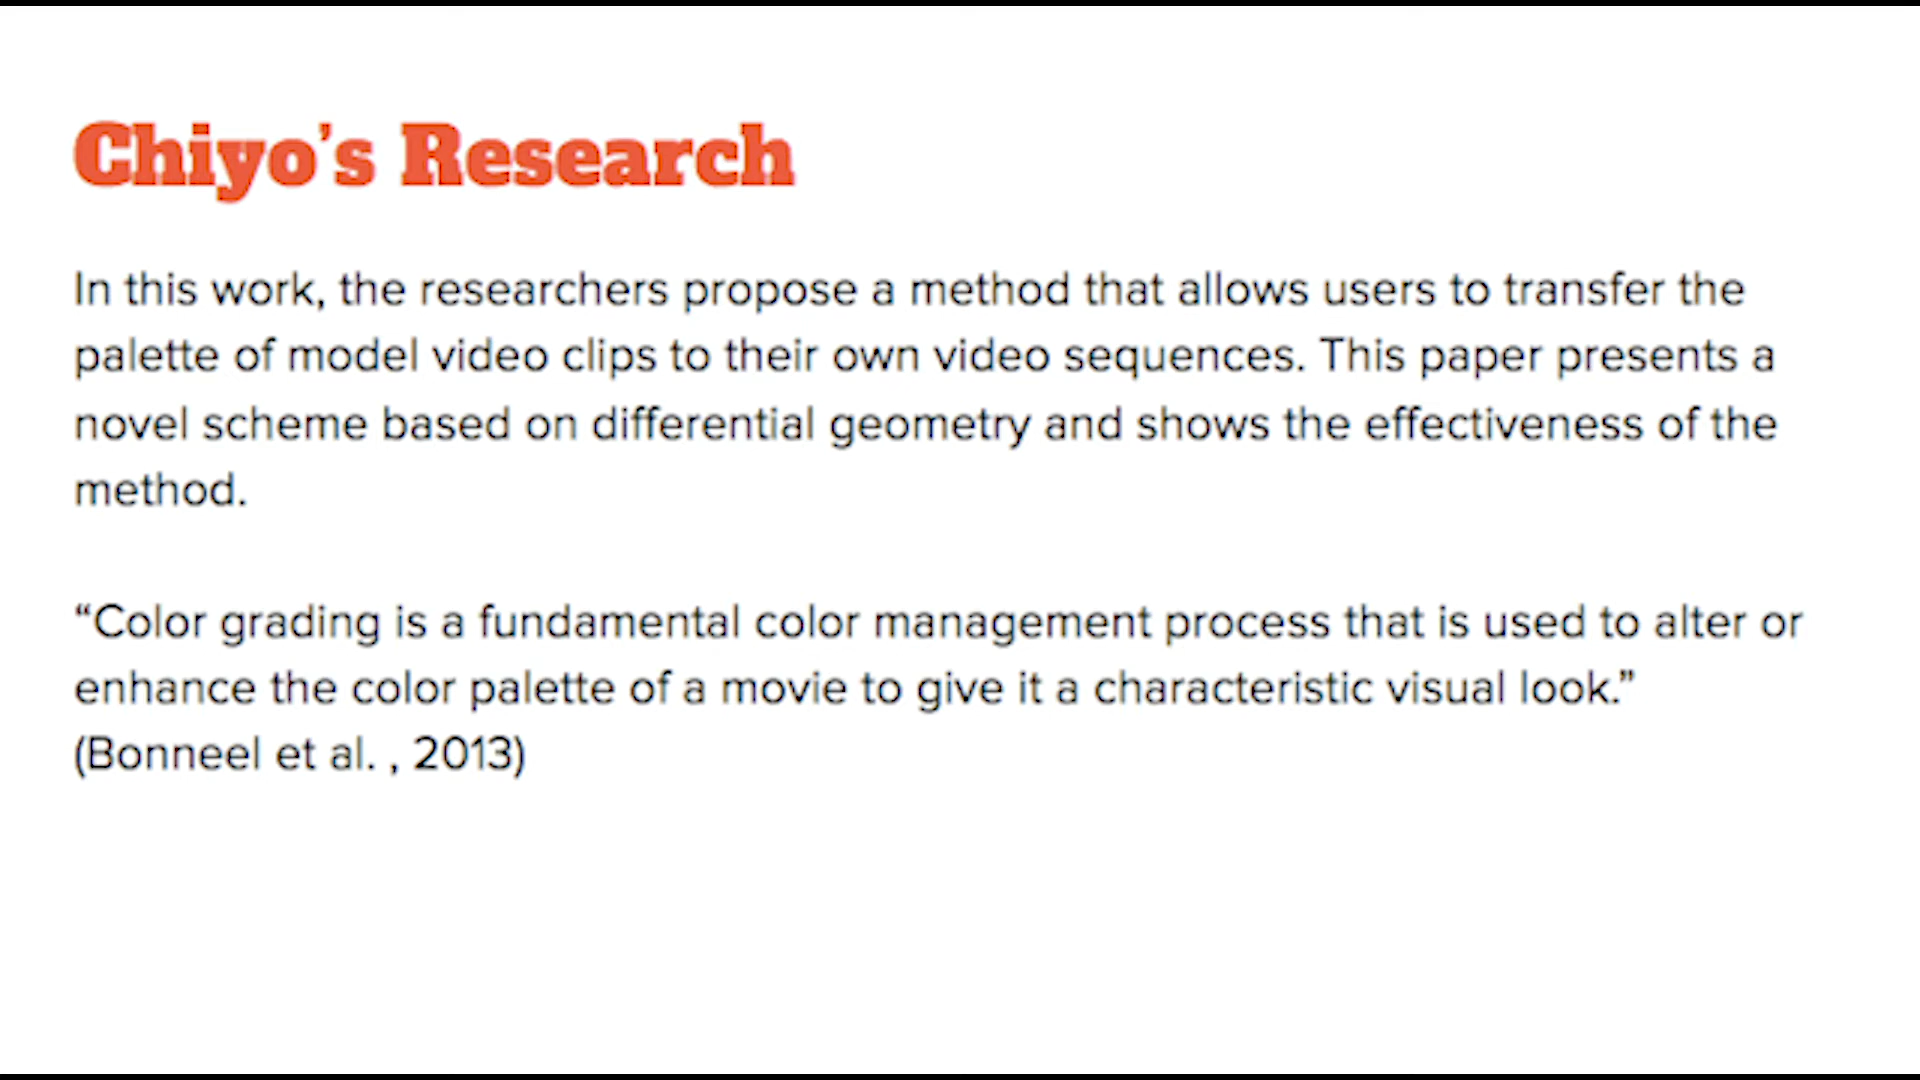 Chiyo’s Research
In this work, the researchers propose a method that allows users to transfer the
palette of model video clips to their own video sequences. This paper presents a
novel scheme based on differential geometry and shows the effectiveness of the
method.
“Color grading is a fundamental color management process that is used to alter or
enhance the color palette of a movie to give it a characteristic visual look.”
(Bonneel et al. , 2013)